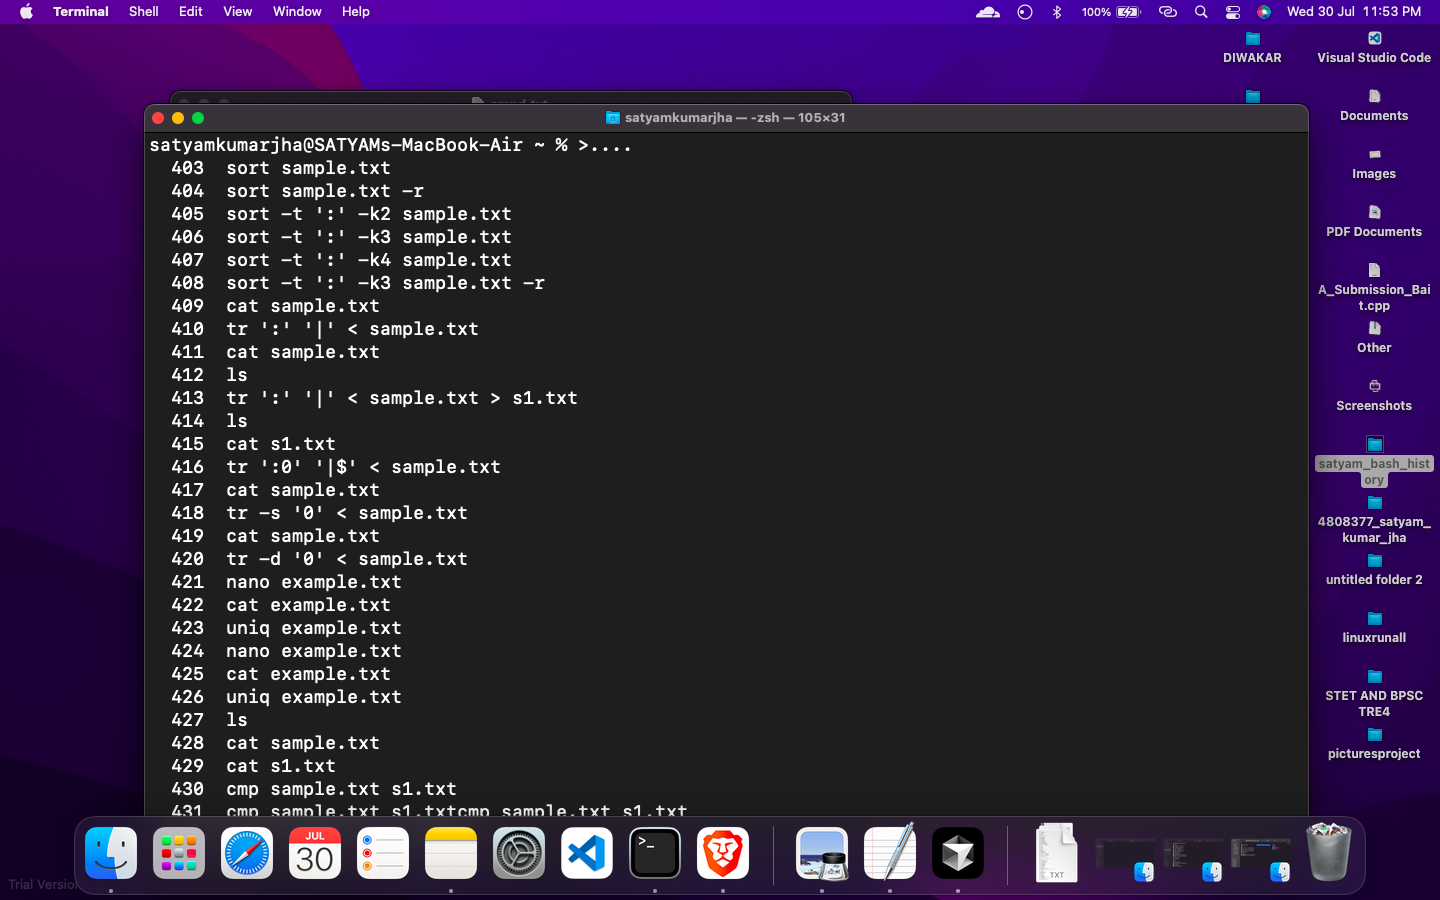 Terminal Shell Edit View Window Help 100% Wed 30 Jul 11:53 PM
DIWAKAR
Visual Studio Code
Documents
Images
PDF Documents
A_Submission_Bai
t.cpp
Other
Screenshots
satyam_bash_hist
ory
4808377_satyam_
kumar_jha
untitled folder 2
linuxrunall
STET AND BPSC
TRE4
picturesproject
satyamkumarjha — -zsh — 105×31
satyamkumarjha@SATYAMs-MacBook-Air ~ % >....
403 sort sample.txt
404 sort sample.txt -r
405 sort -t ':' -k2 sample.txt
406 sort -t ':' -k3 sample.txt
407 sort -t ':' -k4 sample.txt
408 sort -t ':' -k3 sample.txt -r
409 cat sample.txt
410 tr ':' '|' < sample.txt
411 cat sample.txt
412 ls
413 tr ':' '|' < sample.txt > s1.txt
414 ls
415 cat s1.txt
416 tr ':0' '|$' < sample.txt
417 cat sample.txt
418 tr -s '0' < sample.txt
419 cat sample.txt
420 tr -d '0' < sample.txt
421 nano example.txt
422 cat example.txt
423 uniq example.txt
424 nano example.txt
425 cat example.txt
426 uniq example.txt
427 ls
428 cat sample.txt
429 cat s1.txt
430 cmp sample.txt s1.txt
431 cmp sample.txt s1.txtcmp sample.txt s1.txt
JUL
30
TXT
Trial Version